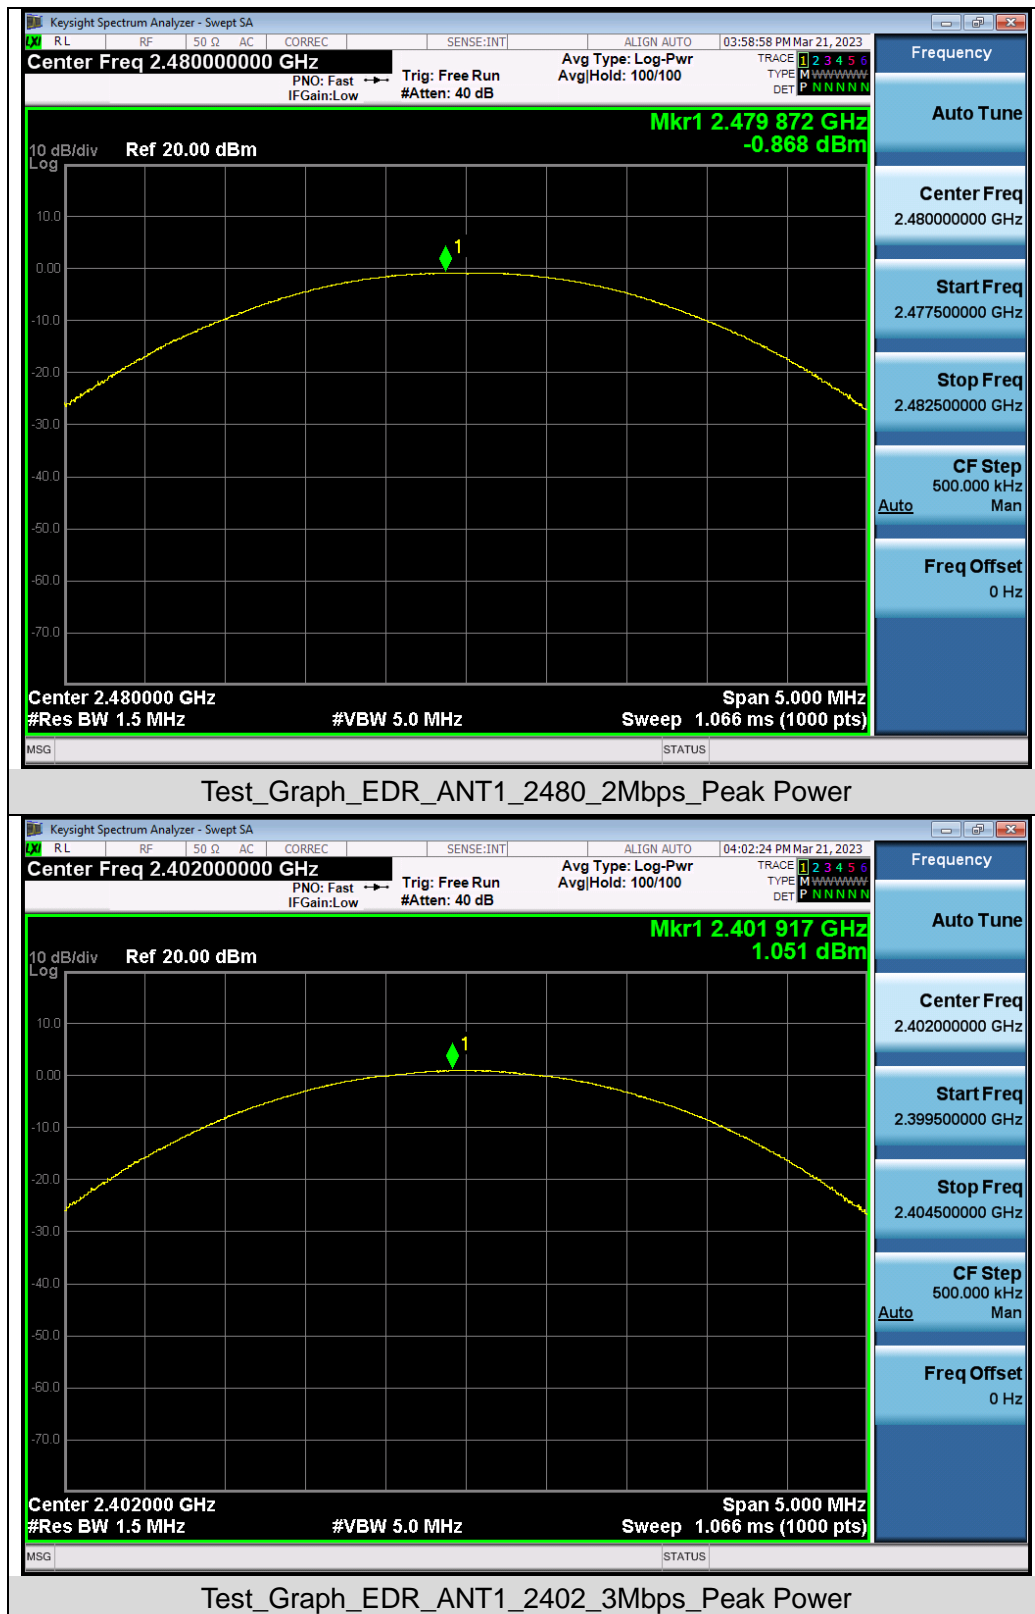 Keysight Spectrum Analyzer - Swept SA
LXI RL RF 50 Ω AC CORREC SENSE:INT ALIGN AUTO 03:58:58 PM Mar 21, 2023
Center Freq 2.480000000 GHz
PNO: Fast
IFGain:Low
Trig: Free Run
#Atten: 40 dB
Avg Type: Log-Pwr
Avg|Hold: 100/100
TRACE 1 2 3 4 5 6
TYPE M WWWWW
DET P N N N N N
Mkr1 2.479 872 GHz
-0.868 dBm
10 dB/div Ref 20.00 dBm
Log
10.0
0.00
-10.0
-20.0
-30.0
-40.0
-50.0
-60.0
-70.0
1
Center 2.480000 GHz Span 5.000 MHz
#Res BW 1.5 MHz #VBW 5.0 MHz Sweep 1.066 ms (1000 pts)
MSG STATUS
Frequency
Auto Tune
Center Freq
2.480000000 GHz
Start Freq
2.477500000 GHz
Stop Freq
2.482500000 GHz
CF Step
500.000 kHz
Auto Man
Freq Offset
0 Hz
Test_Graph_EDR_ANT1_2480_2Mbps_Peak Power
Keysight Spectrum Analyzer - Swept SA
LXI RL RF 50 Ω AC CORREC SENSE:INT ALIGN AUTO 04:02:24 PM Mar 21, 2023
Center Freq 2.402000000 GHz
PNO: Fast
IFGain:Low
Trig: Free Run
#Atten: 40 dB
Avg Type: Log-Pwr
Avg|Hold: 100/100
TRACE 1 2 3 4 5 6
TYPE M WWWWW
DET P N N N N N
Mkr1 2.401 917 GHz
1.051 dBm
10 dB/div Ref 20.00 dBm
Log
10.0
0.00
-10.0
-20.0
-30.0
-40.0
-50.0
-60.0
-70.0
1
Center 2.402000 GHz Span 5.000 MHz
#Res BW 1.5 MHz #VBW 5.0 MHz Sweep 1.066 ms (1000 pts)
MSG STATUS
Frequency
Auto Tune
Center Freq
2.402000000 GHz
Start Freq
2.399500000 GHz
Stop Freq
2.404500000 GHz
CF Step
500.000 kHz
Auto Man
Freq Offset
0 Hz
Test_Graph_EDR_ANT1_2402_3Mbps_Peak Power